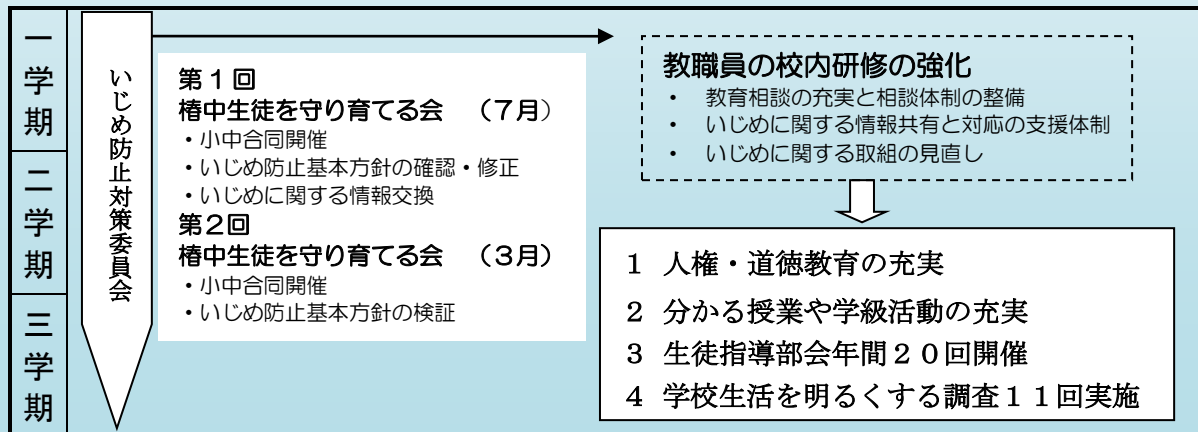 一学期
二学期
三学期
いじめ防止対策委員会
第１回
椿中生徒を守り育てる会　（７月）
・小中合同開催
・いじめ防止基本方針の確認・修正
・いじめに関する情報交換
第２回
椿中生徒を守り育てる会　（３月）
・小中合同開催
・いじめ防止基本方針の検証
教職員の校内研修の強化
・　教育相談の充実と相談体制の整備
・　いじめに関する情報共有と対応の支援体制
・　いじめに関する取組の見直し
１　人権・道徳教育の充実
２　分かる授業や学級活動の充実
３　生徒指導部会年間２０回開催
４　学校生活を明るくする調査１１回実施